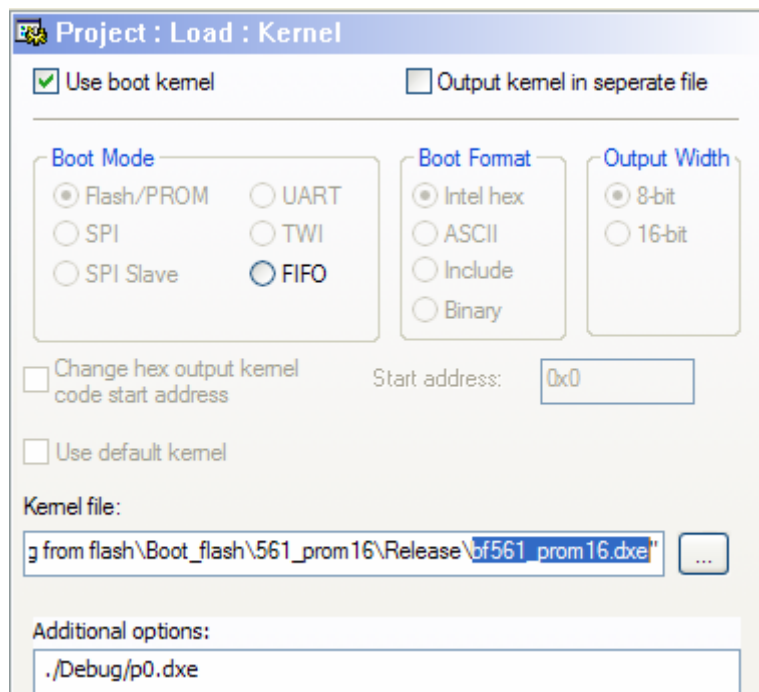 Project : Load : Kernel
Use boot kernel
Output kernel in seperate file
Boot Mode
Flash/PROM
UART
SPI
TWI
SPI Slave
FIFO
Boot Format
Intel hex
ASCII
Include
Binary
Output Width
8-bit
16-bit
Change hex output kernel
code start address
Start address:
0x0
Use default kernel
Kernel file:
g from flash\Boot_flash\561_prom16\Release\bf561_prom16.dxe"
...
Additional options:
./Debug/p0.dxe